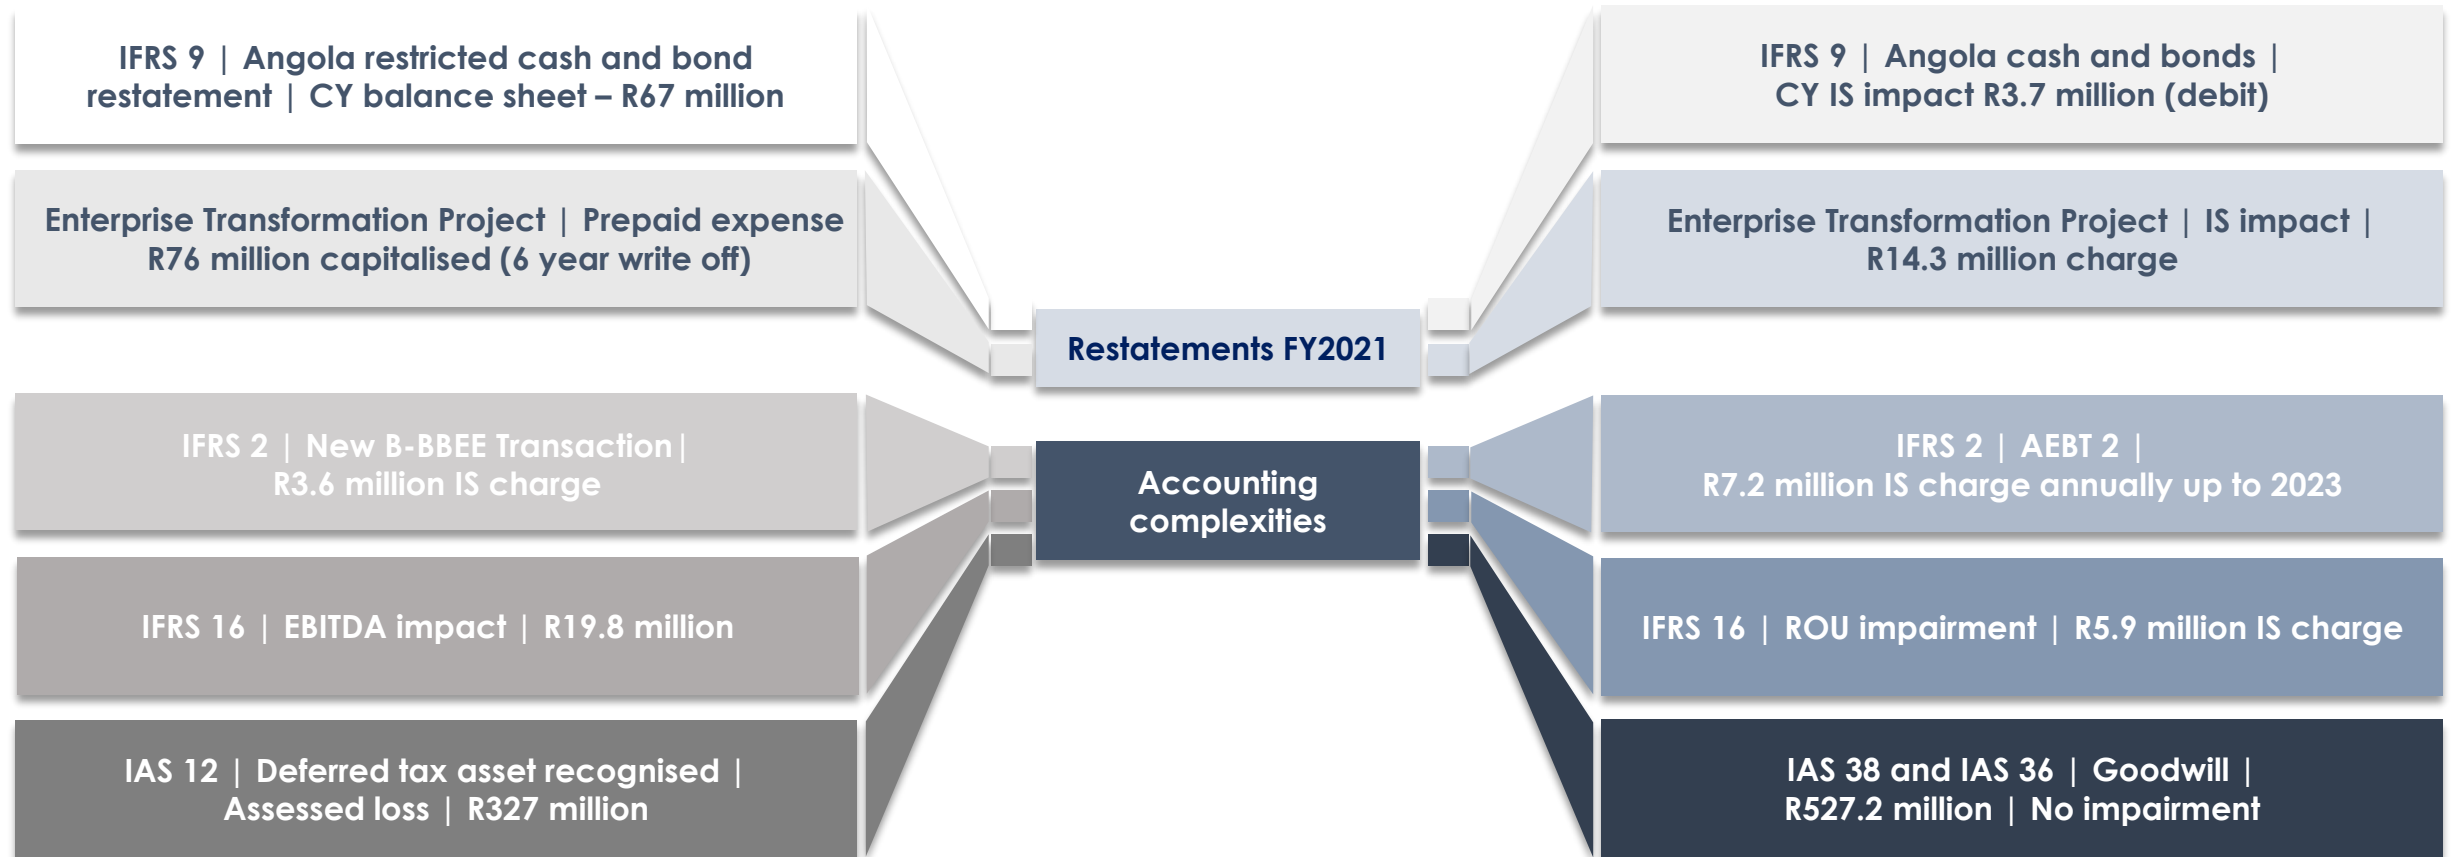 IFRS 9 | Angola restricted cash and bond
restatement | CY balance sheet – R67 million
Enterprise Transformation Project | Prepaid expense
R76 million capitalised (6 year write off)
IFRS 9 | Angola cash and bonds |
CY IS impact R3.7 million (debit)
Enterprise Transformation Project | IS impact |
R14.3 million charge
Restatements FY2021
IFRS 2 | New B-BBEE Transaction|
R3.6 million IS charge
IFRS 16 | EBITDA impact | R19.8 million
IAS 12 | Deferred tax asset recognised |
Assessed loss | R327 million
Accounting
complexities
IFRS 2 | AEBT 2 |
R7.2 million IS charge annually up to 2023
IFRS 16 | ROU impairment | R5.9 million IS charge
IAS 38 and IAS 36 | Goodwill |
R527.2 million | No impairment